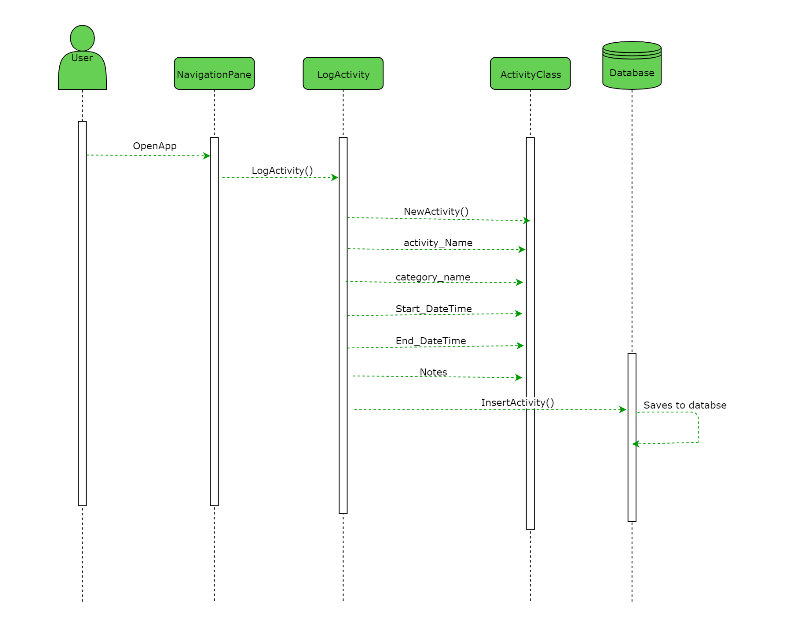 User
NavigationPane
LogActivity
ActivityClass
Database
OpenApp
LogActivity()
NewActivity()
activity_Name
category_name
Start_DateTime
End_DateTime
Notes
InsertActivity()
Saves to databse